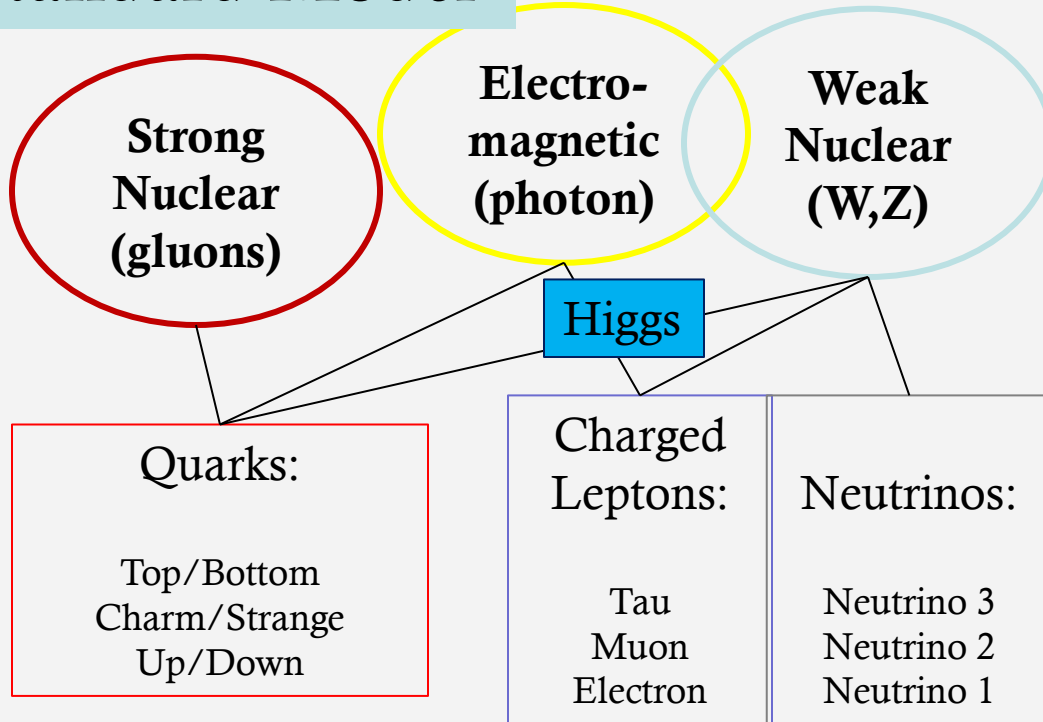 Strong
Nuclear
(gluons)
Electro-
magnetic
(photon)
Weak
Nuclear
(W,Z)
Higgs
Quarks:
Top/Bottom
Charm/Strange
Up/Down
Charged
Leptons:
Tau
Muon
Electron
Neutrinos:
Neutrino 3
Neutrino 2
Neutrino 1